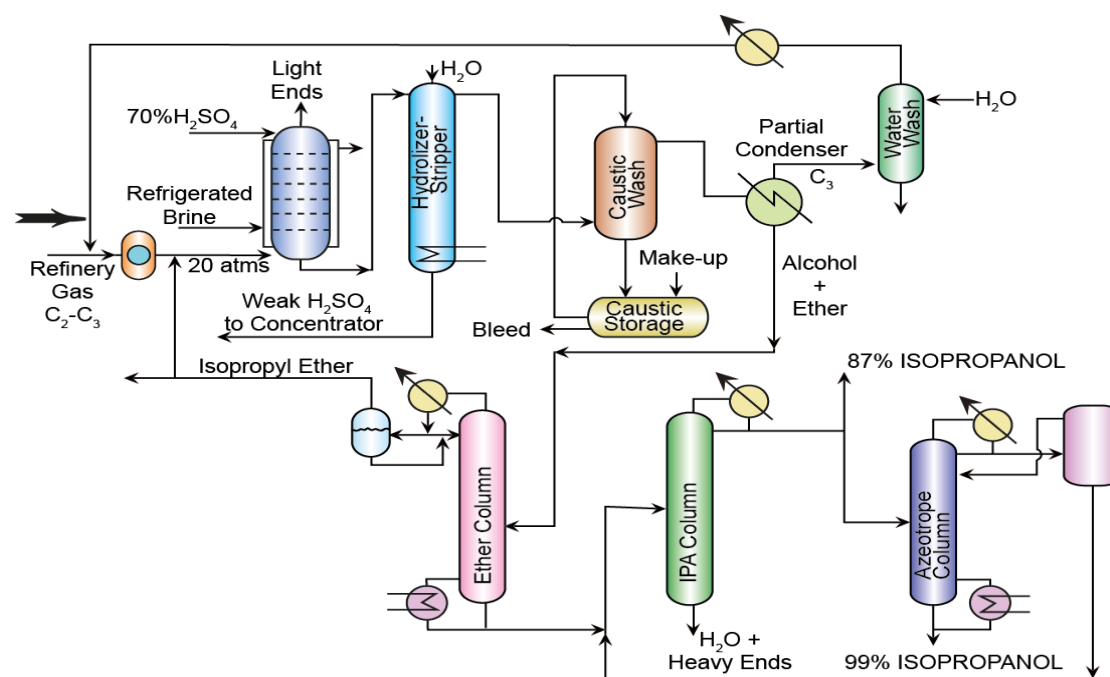 Light
Ends
H₂O
70%H₂SO₄
Hydrolizer-
Stripper
Refrigerated
Brine
Refinery
Gas
C₂-C₃
20 atms
Weak H₂SO₄
to Concentrator
Caustic
Wash
Make-up
Caustic
Storage
Bleed
Partial
Condenser
C₃
Water
Wash
H₂O
Alcohol
+
Ether
Isopropyl Ether
Ether Column
IPA Column
H₂O +
Heavy Ends
87% ISOPROPANOL
Azeotrope
Column
99% ISOPROPANOL